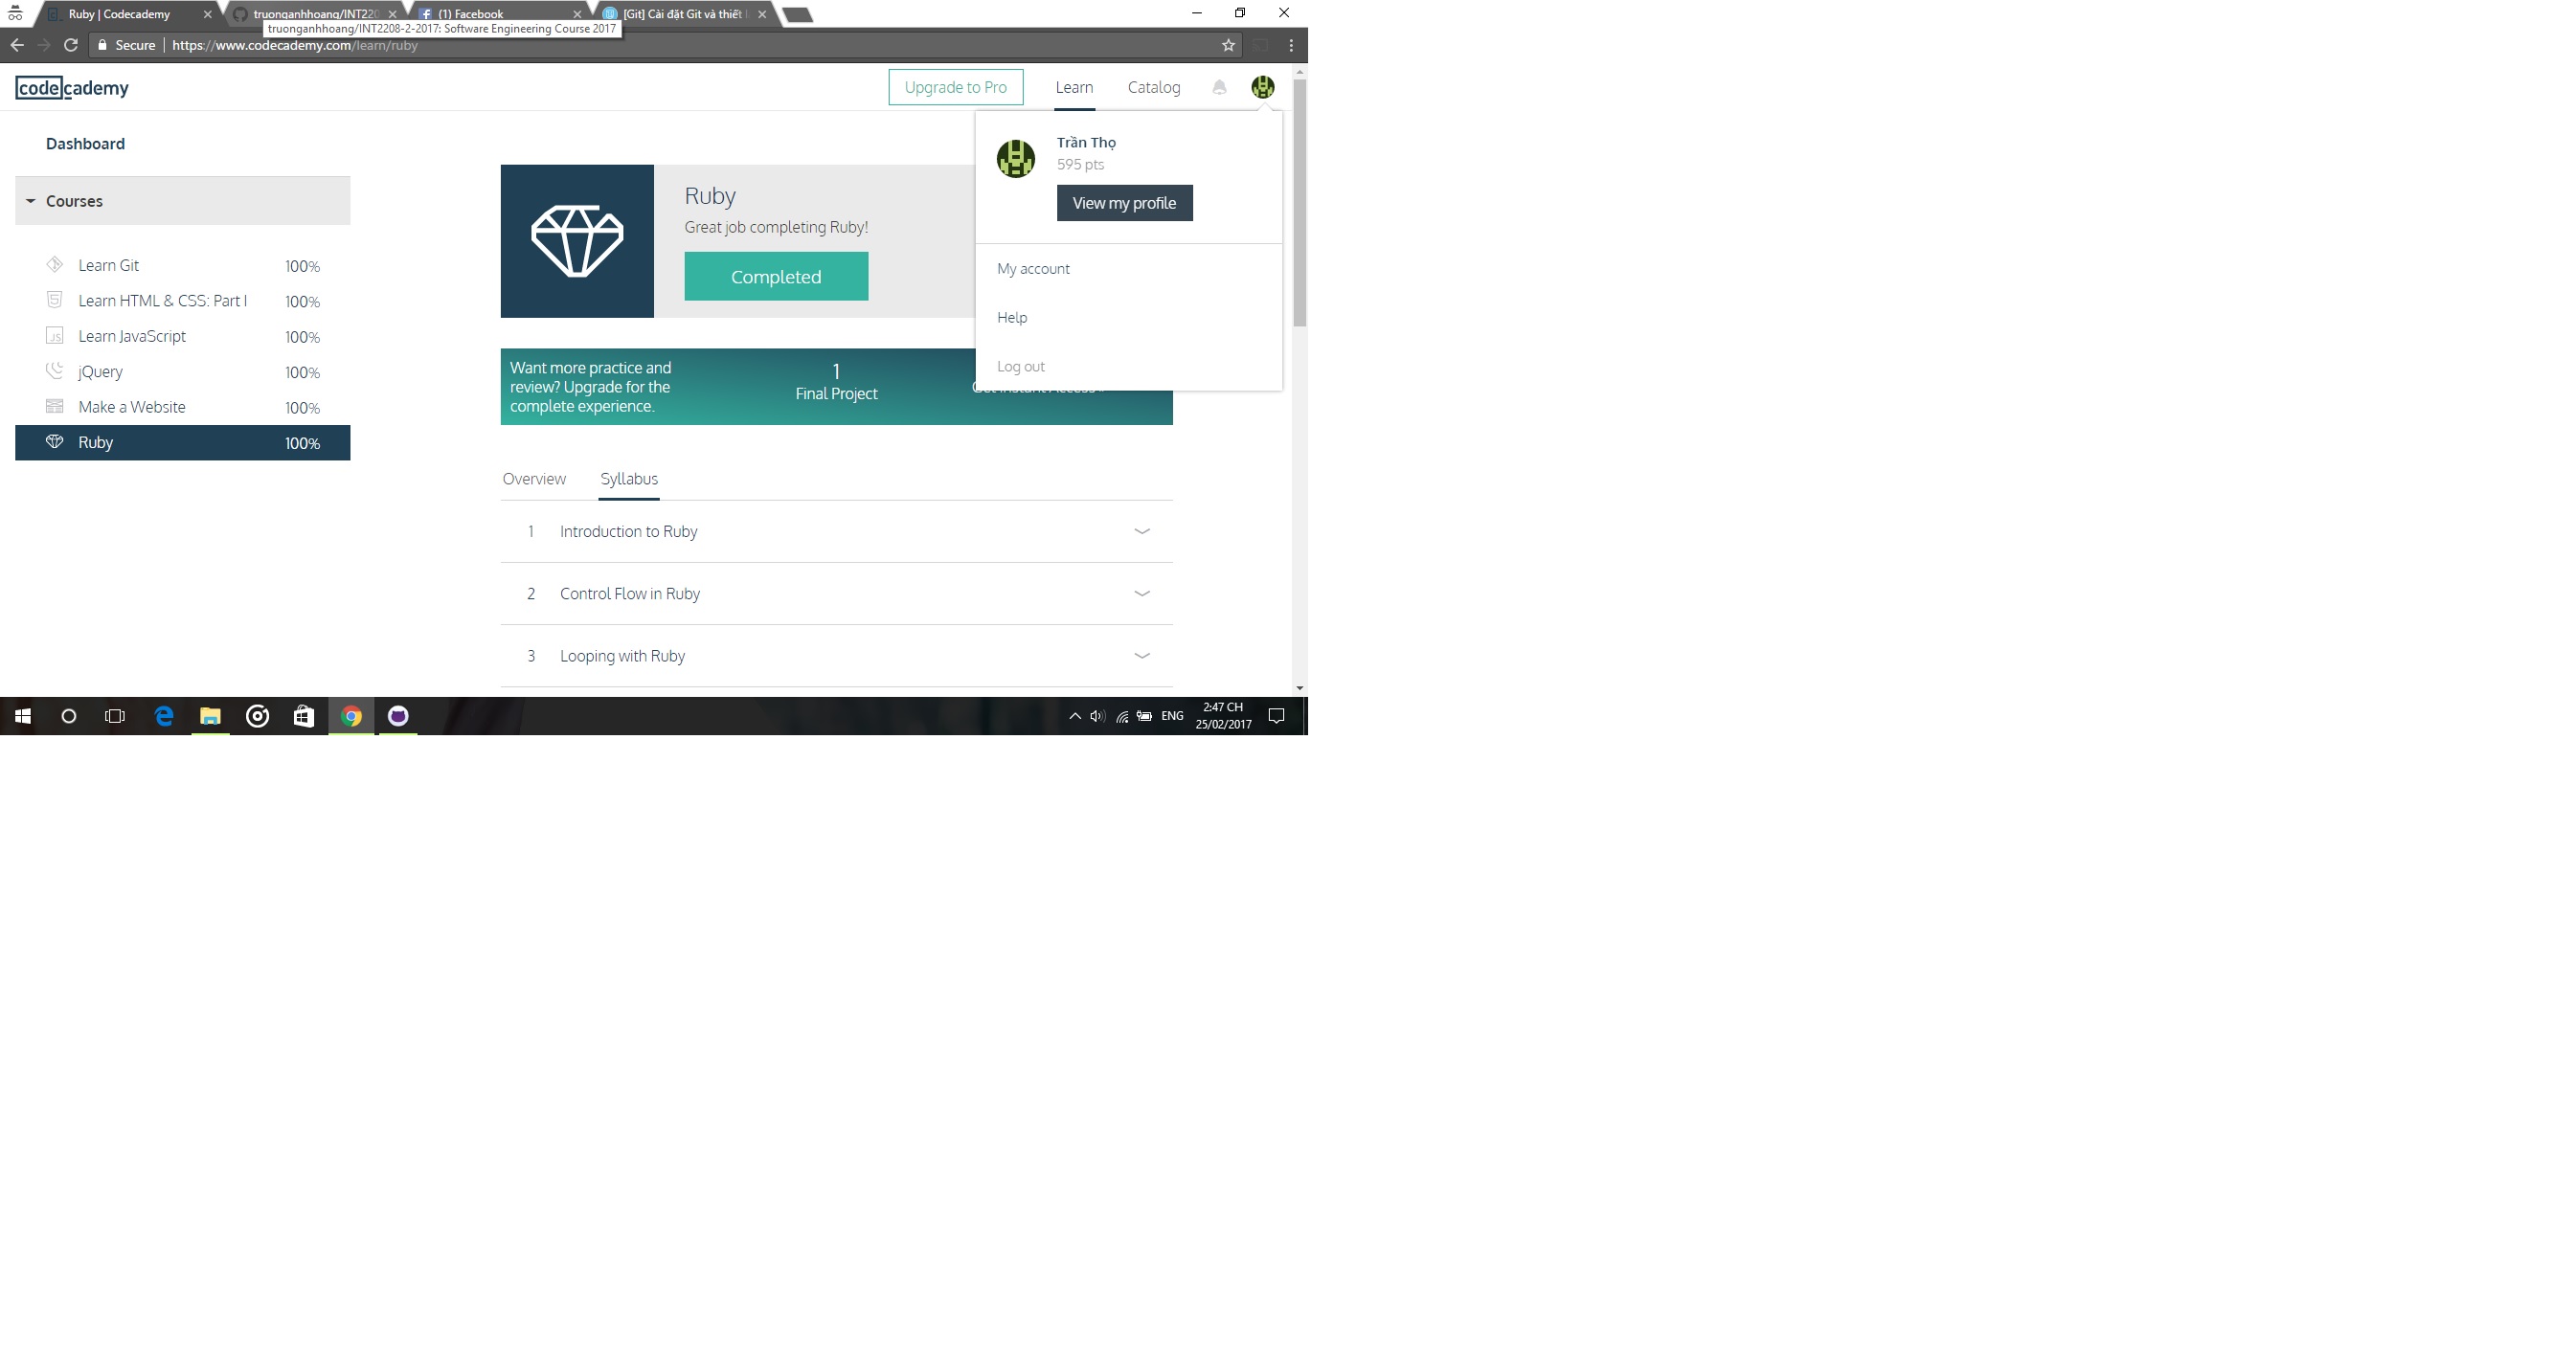 Ruby | Codecademy
truonganhhoang/INT220
(1) Facebook
[Git] Cài đặt Git và thiết
truonganhhoang/INT2208-2-2017: Software Engineering Course 2017
Secure
https://www.codecademy.com/learn/ruby
codecademy
Upgrade to Pro
Learn
Catalog
Dashboard
Courses
Learn Git 100%
Learn HTML & CSS: Part I 100%
Learn JavaScript 100%
jQuery 100%
Make a Website 100%
Ruby 100%
Ruby
Great job completing Ruby!
Completed
Trần Thọ
595 pts
View my profile
My account
Help
Log out
Want more practice and
review? Upgrade for the
complete experience.
1
Final Project
Overview
Syllabus
1 Introduction to Ruby
2 Control Flow in Ruby
3 Looping with Ruby
ENG
2:47 CH
25/02/2017